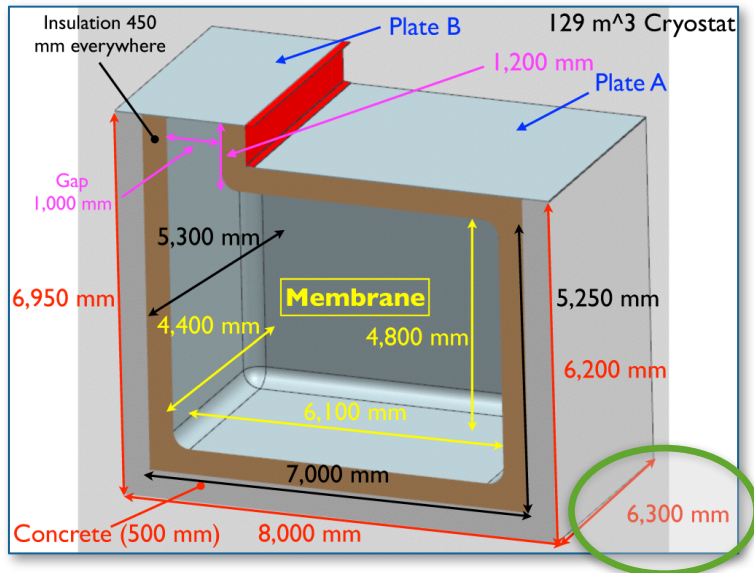 Insulation 450
mm everywhere
Plate B
129 m^3 Cryostat
1,200 mm
Plate A
Gap
1,000 mm
5,300 mm
6,950 mm
Membrane
5,250 mm
4,400 mm
4,800 mm
6,200 mm
6,100 mm
7,000 mm
6,300 mm
Concrete (500 mm)
8,000 mm